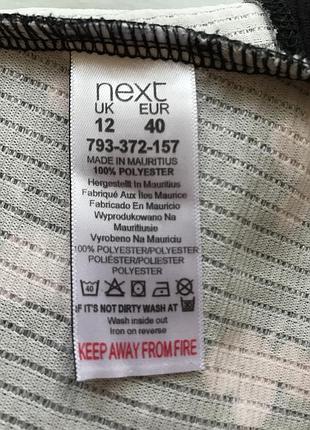 next
UK EUR
12 40
793-372-157
MADE IN MAURITIUS
100% POLYESTER
Hergestellt In Mauritius
Fabriqué Aux Îles Maurice
Fabricado En Mauricio
Wyprodukowano Na
Mauritiusie
Vyrobeno Na Mauriciu
100% POLYESTER/POLYESTER/
POLIÉSTER/POLIESTER/
POLYESTER
40
IF IT'S NOT DIRTY WASH AT
Wash inside out
Iron on reverse
KEEP AWAY FROM FIRE